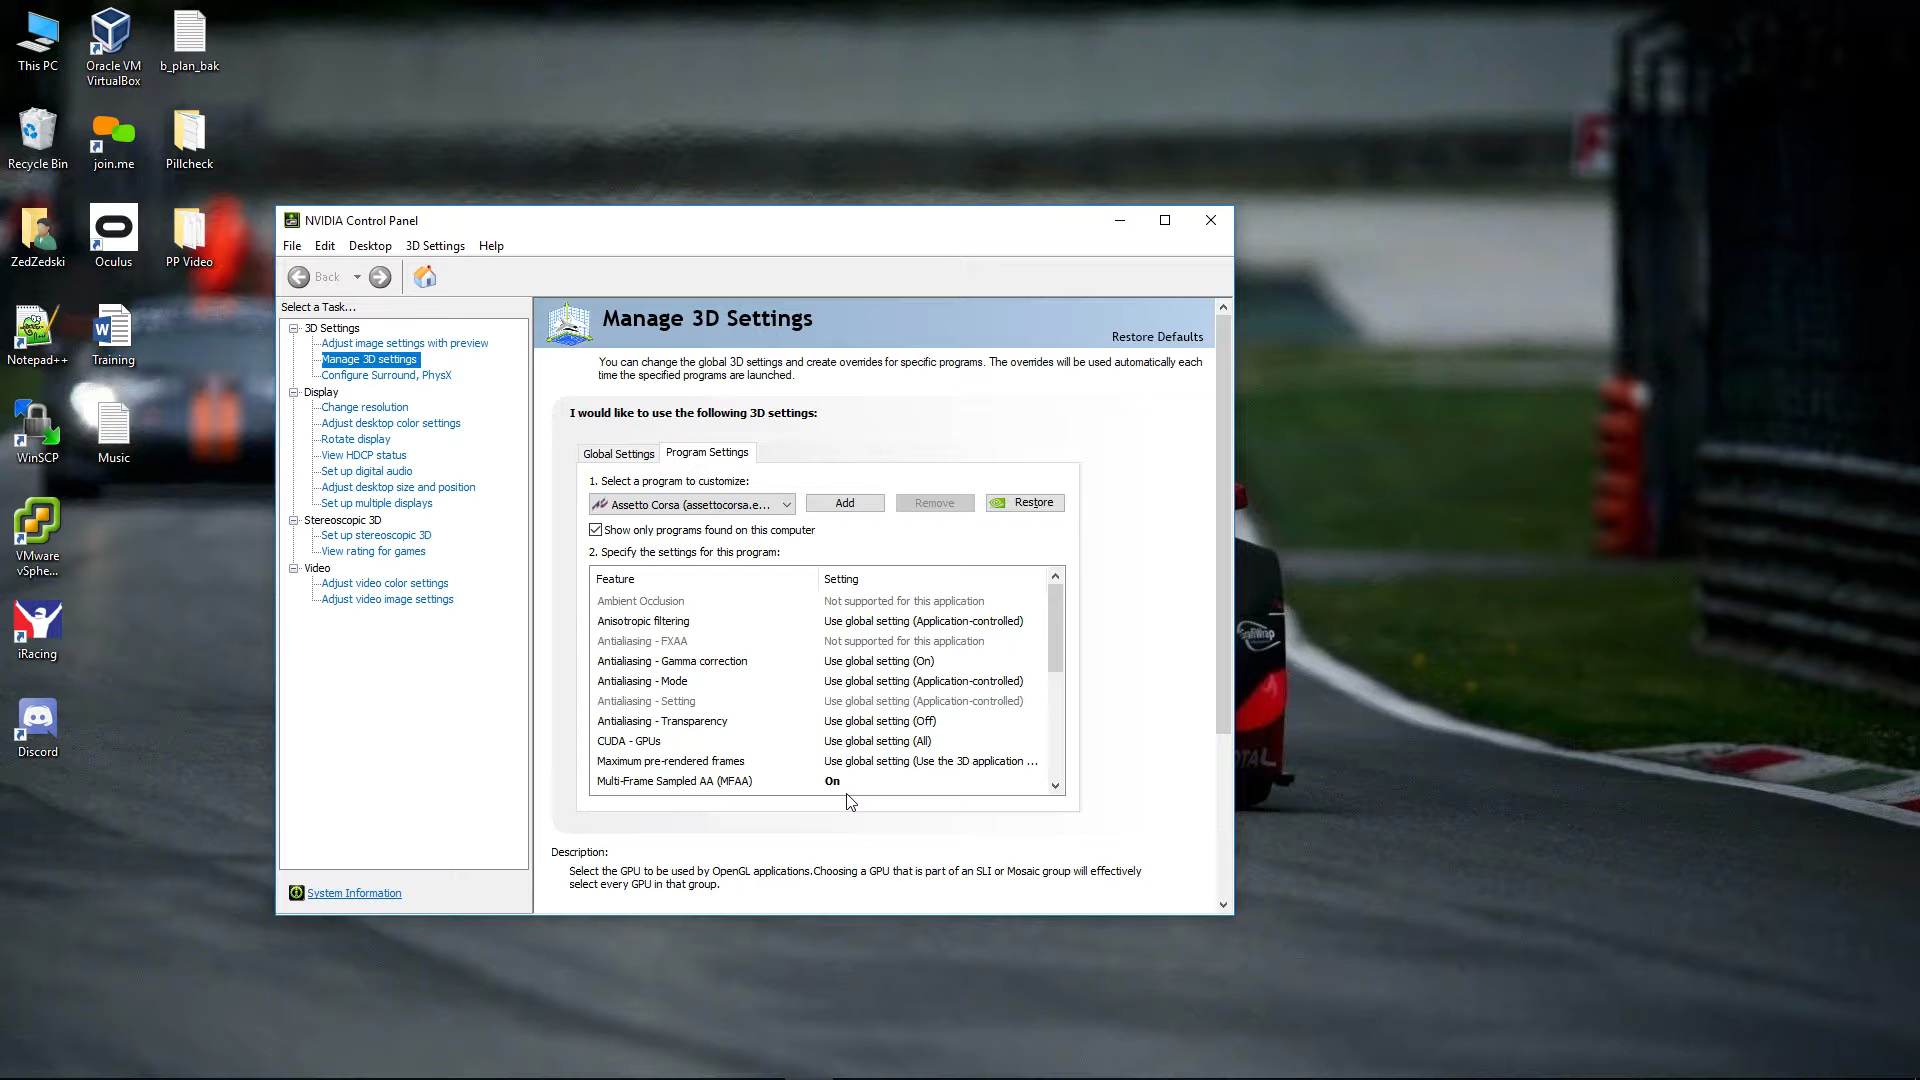 This PC
Oracle VM
VirtualBox
b_plan_bak
Recycle Bin
join.me
Pillcheck
ZedZedski
Oculus
PP Video
Notepad++
Training
WinSCP
Music
VMware
vSphe...
iRacing
Discord
NVIDIA Control Panel
File Edit Desktop 3D Settings Help
Back
Select a Task...
3D Settings
Adjust image settings with preview
Manage 3D settings
Configure Surround, PhysX
Display
Change resolution
Adjust desktop color settings
Rotate display
View HDCP status
Set up digital audio
Adjust desktop size and position
Set up multiple displays
Stereoscopic 3D
Set up stereoscopic 3D
View rating for games
Video
Adjust video color settings
Adjust video image settings
System Information
Manage 3D Settings
Restore Defaults
You can change the global 3D settings and create overrides for specific programs. The overrides will be used automatically each
time the specified programs are launched.
I would like to use the following 3D settings:
Global Settings Program Settings
1. Select a program to customize:
Assetto Corsa (assettocorsa.e... Add Remove Restore
Show only programs found on this computer
2. Specify the settings for this program:
Feature Setting
Ambient Occlusion Not supported for this application
Anisotropic filtering Use global setting (Application-controlled)
Antialiasing - FXAA Not supported for this application
Antialiasing - Gamma correction Use global setting (On)
Antialiasing - Mode Use global setting (Application-controlled)
Antialiasing - Setting Use global setting (Application-controlled)
Antialiasing - Transparency Use global setting (Off)
CUDA - GPUs Use global setting (All)
Maximum pre-rendered frames Use global setting (Use the 3D application ...
Multi-Frame Sampled AA (MFAA) On
Description:
Select the GPU to be used by OpenGL applications.Choosing a GPU that is part of an SLI or Mosaic group will effectively
select every GPU in that group.
GrafiWrap